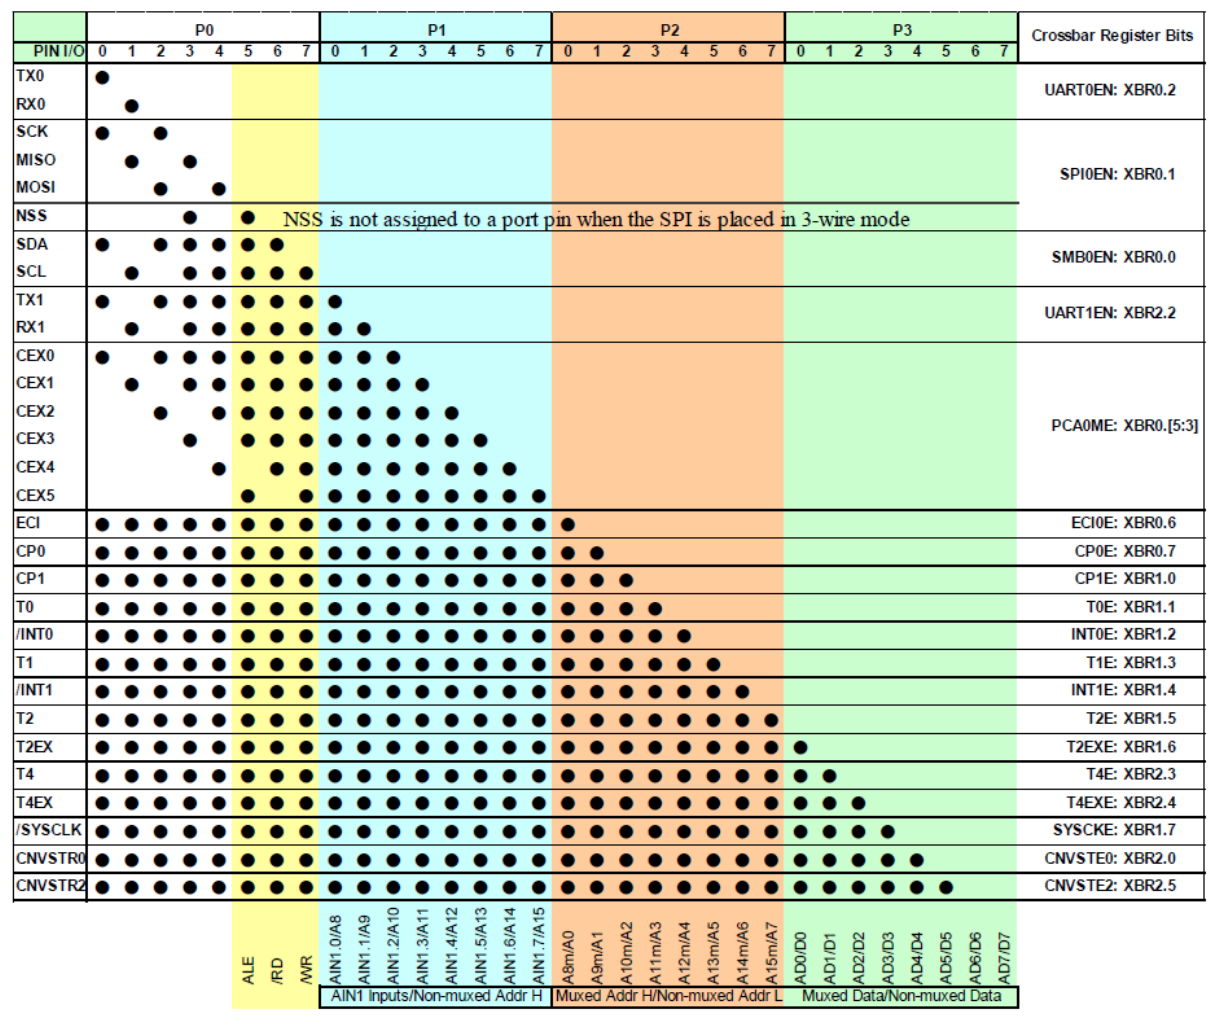 P0 P1 P2 P3 Crossbar Register Bits
PIN I/O 0 1 2 3 4 5 6 7 0 1 2 3 4 5 6 7 0 1 2 3 4 5 6 7 0 1 2 3 4 5 6 7
TX0 ●
UART0EN: XBR0.2
RX0 ●
SCK ● ●
MISO ● ●
SPI0EN: XBR0.1
MOSI ● ●
NSS ● ● NSS is not assigned to a port pin when the SPI is placed in 3-wire mode
SDA ● ● ● ● ● ●
SMB0EN: XBR0.0
SCL ● ● ● ● ● ●
TX1 ● ● ● ● ● ● ● ●
UART1EN: XBR2.2
RX1 ● ● ● ● ● ● ● ●
CEX0 ● ● ● ● ● ● ● ● ● ●
CEX1 ● ● ● ● ● ● ● ● ● ●
CEX2 ● ● ● ● ● ● ● ● ● ●
PCA0ME: XBR0.[5:3]
CEX3 ● ● ● ● ● ● ● ● ● ●
CEX4 ● ● ● ● ● ● ● ● ● ●
CEX5 ● ● ● ● ● ● ● ● ● ●
ECI ● ● ● ● ● ● ● ● ● ● ● ● ● ● ● ● ● ECI0E: XBR0.6
CP0 ● ● ● ● ● ● ● ● ● ● ● ● ● ● ● ● ● ● CP0E: XBR0.7
CP1 ● ● ● ● ● ● ● ● ● ● ● ● ● ● ● ● ● ● ● CP1E: XBR1.0
T0 ● ● ● ● ● ● ● ● ● ● ● ● ● ● ● ● ● ● ● ● T0E: XBR1.1
/INT0 ● ● ● ● ● ● ● ● ● ● ● ● ● ● ● ● ● ● ● ● ● INT0E: XBR1.2
T1 ● ● ● ● ● ● ● ● ● ● ● ● ● ● ● ● ● ● ● ● ● ● T1E: XBR1.3
/INT1 ● ● ● ● ● ● ● ● ● ● ● ● ● ● ● ● ● ● ● ● ● ● ● INT1E: XBR1.4
T2 ● ● ● ● ● ● ● ● ● ● ● ● ● ● ● ● ● ● ● ● ● ● ● ● T2E: XBR1.5
T2EX ● ● ● ● ● ● ● ● ● ● ● ● ● ● ● ● ● ● ● ● ● ● ● ● ● T2EXE: XBR1.6
T4 ● ● ● ● ● ● ● ● ● ● ● ● ● ● ● ● ● ● ● ● ● ● ● ● ● ● T4E: XBR2.3
T4EX ● ● ● ● ● ● ● ● ● ● ● ● ● ● ● ● ● ● ● ● ● ● ● ● ● ● ● T4EXE: XBR2.4
/SYSCLK ● ● ● ● ● ● ● ● ● ● ● ● ● ● ● ● ● ● ● ● ● ● ● ● ● ● ● ● SYSCKE: XBR1.7
CNVSTR0 ● ● ● ● ● ● ● ● ● ● ● ● ● ● ● ● ● ● ● ● ● ● ● ● ● ● ● ● ● CNVSTE0: XBR2.0
CNVSTR2 ● ● ● ● ● ● ● ● ● ● ● ● ● ● ● ● ● ● ● ● ● ● ● ● ● ● ● ● ● ● CNVSTE2: XBR2.5
ALE
/RD
/WR
AIN1.0/A8
AIN1.1/A9
AIN1.2/A10
AIN1.3/A11
AIN1.4/A12
AIN1.5/A13
AIN1.6/A14
AIN1.7/A15
A8m/A0
A9m/A1
A10m/A2
A11m/A3
A12m/A4
A13m/A5
A14m/A6
A15m/A7
AD0/D0
AD1/D1
AD2/D2
AD3/D3
AD4/D4
AD5/D5
AD6/D6
AD7/D7
AIN1 Inputs/Non-muxed Addr H Muxed Addr H/Non-muxed Addr L Muxed Data/Non-muxed Data